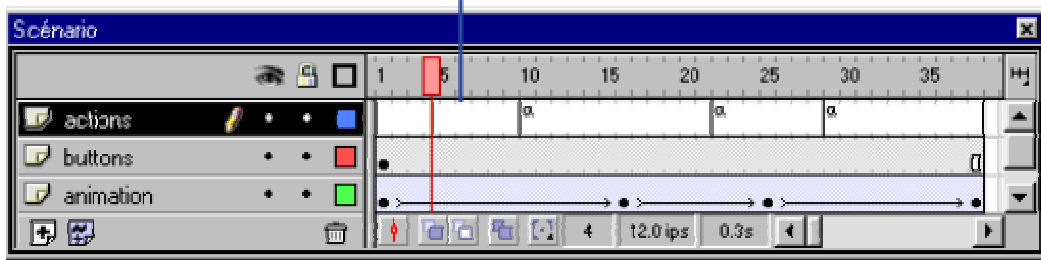 Scénario
1 5 10 15 20 25 30 35
actions a a a
buttons
animation
4 12.0 ips 0.3s